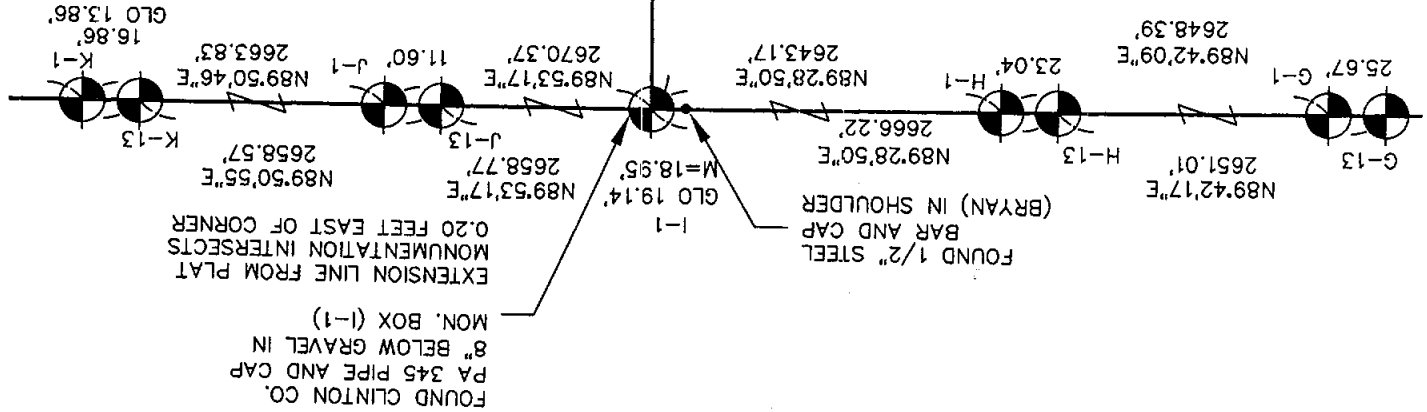 FOUND CLINTON CO.
PA 345 PIPE AND CAP
8" BELOW GRAVEL IN
MON. BOX (I-1)
EXTENSION LINE FROM PLAT
MONUMENTATION INTERSECTS
0.20 FEET EAST OF CORNER
FOUND 1/2" STEEL
BAR AND CAP
(BRYAN) IN SHOULDER
I-1
GLO 19.14'
M=18.95'
G-13
N89°42'17"E
2651.01'
H-13
N89°28'50"E
2666.22'
N89°53'17"E
2658.77'
J-13
N89°50'55"E
2658.57'
K-13
25.67'
G-1
N89°42'09"E
2648.39'
23.04'
H-1
N89°28'50"E
2643.17'
N89°53'17"E
2670.37'
11.60'
J-1
N89°50'46"E
2663.83'
K-1
16.86'
GLO 13.86'